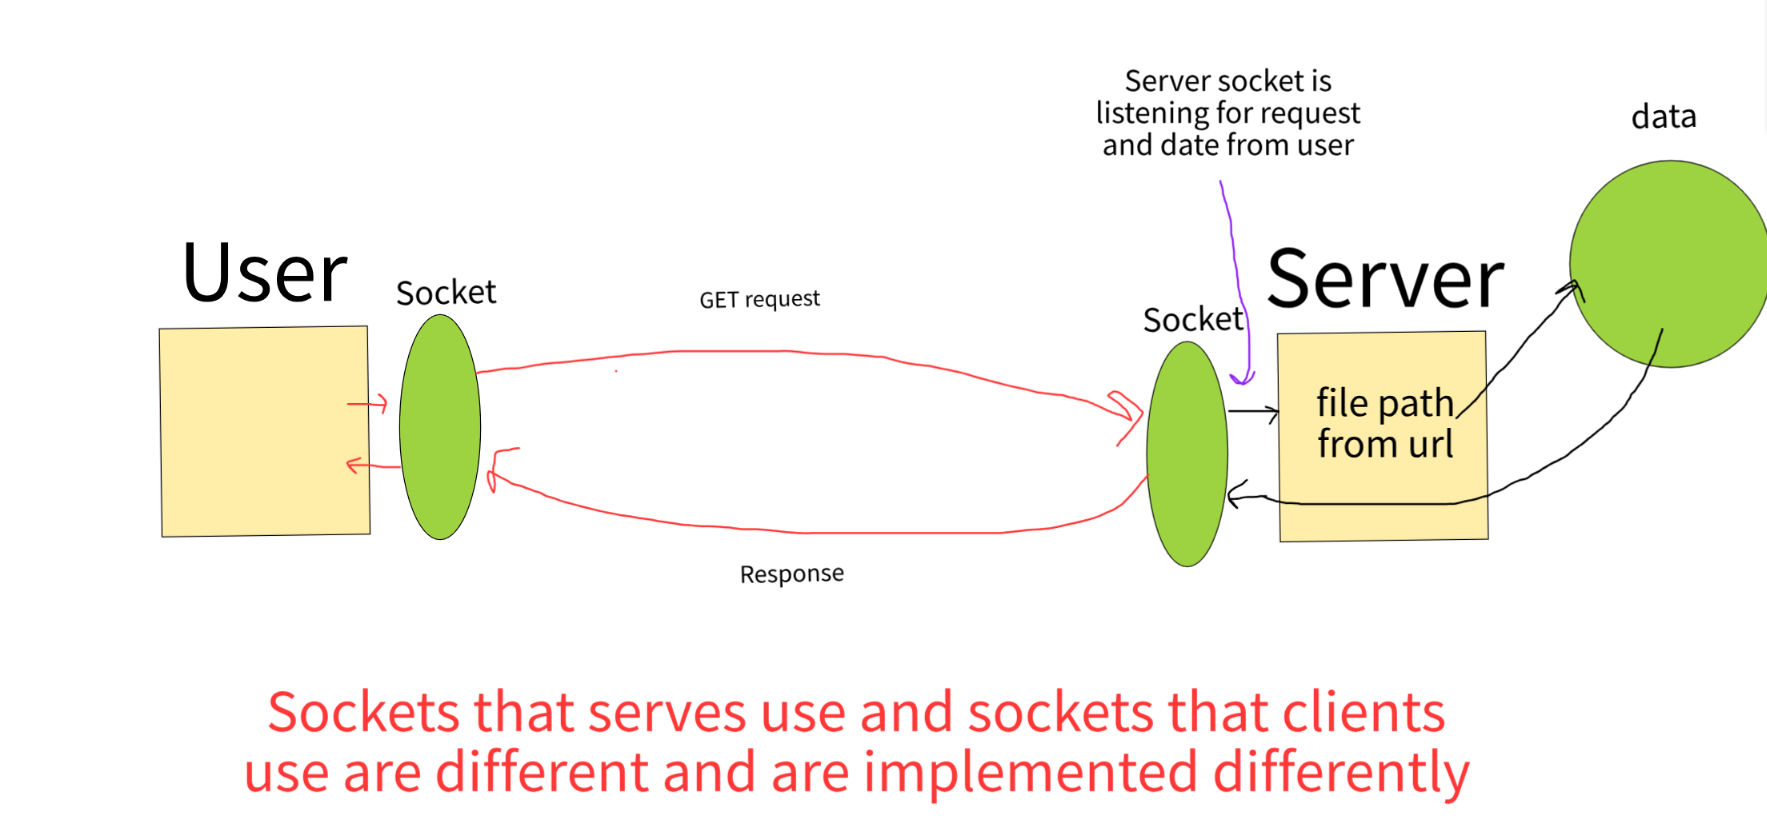 Server socket is
listening for request
and date from user
data
User
Socket
GET request
Socket
Server
file path
from url
Response
Sockets that serves use and sockets that clients
use are different and are implemented differently